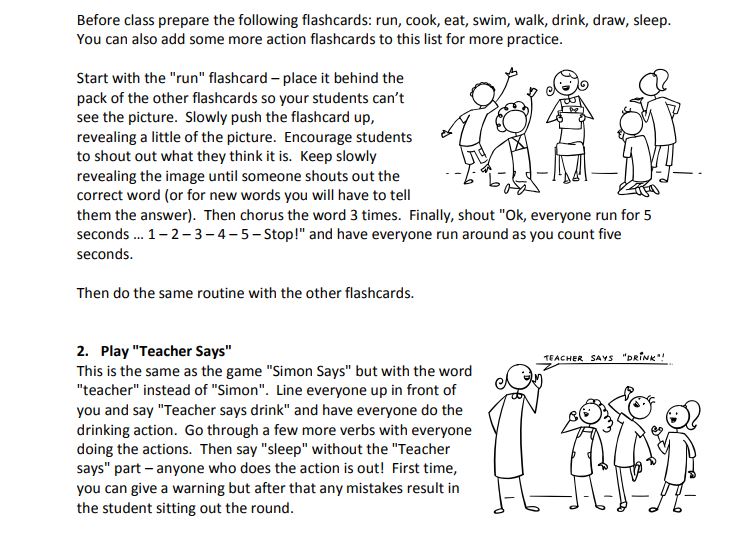 Before class prepare the following flashcards: run, cook, eat, swim, walk, drink, draw, sleep.
You can also add some more action flashcards to this list for more practice.
Start with the "run" flashcard – place it behind the
pack of the other flashcards so your students can’t
see the picture.  Slowly push the flashcard up,
revealing a little of the picture.  Encourage students
to shout out what they think it is.  Keep slowly
revealing the image until someone shouts out the
correct word (or for new words you will have to tell
them the answer).  Then chorus the word 3 times.  Finally, shout "Ok, everyone run for 5
seconds ... 1 – 2 – 3 – 4 – 5 – Stop!" and have everyone run around as you count five
seconds.
Then do the same routine with the other flashcards.
2.  Play "Teacher Says"
This is the same as the game "Simon Says" but with the word
"teacher" instead of "Simon".  Line everyone up in front of
you and say "Teacher says drink" and have everyone do the
drinking action.  Go through a few more verbs with everyone
doing the actions.  Then say "sleep" without the "Teacher
says" part – anyone who does the action is out!  First time,
you can give a warning but after that any mistakes result in
the student sitting out the round.
TEACHER SAYS "DRINK"!